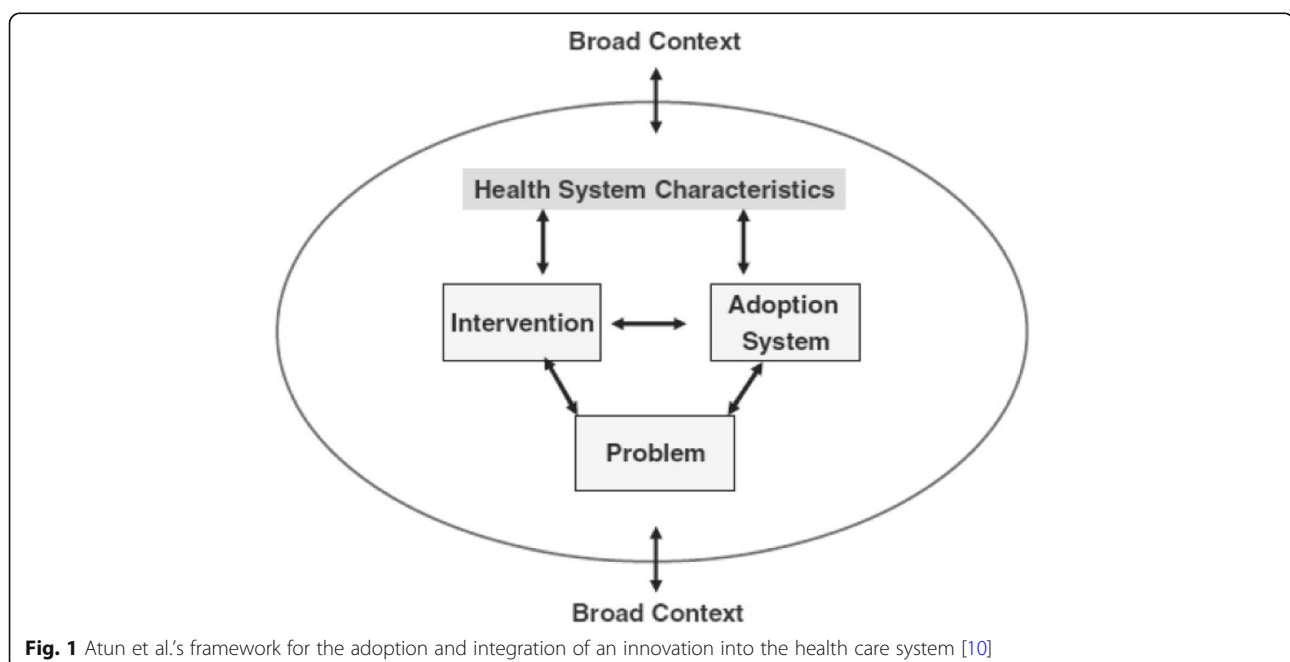 Broad Context
Health System Characteristics
Intervention
Adoption
System
Problem
Broad Context
Fig. 1 Atun et al.'s framework for the adoption and integration of an innovation into the health care system [10]